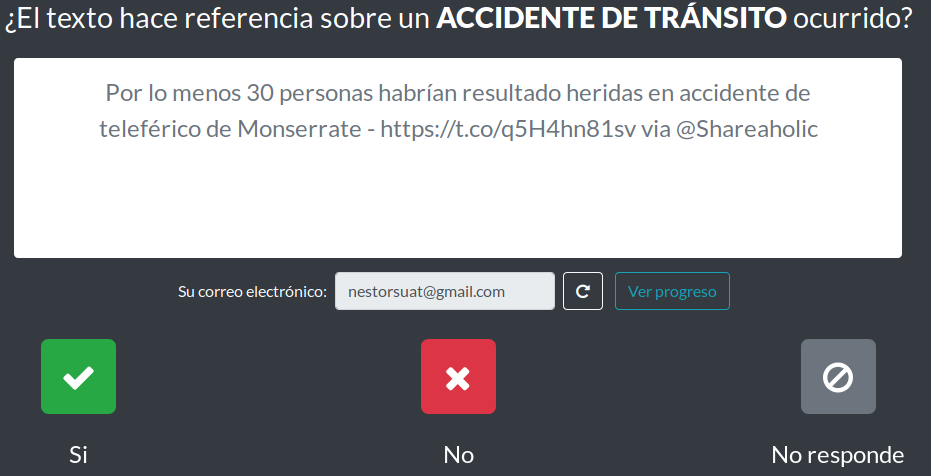 ¿El texto hace referencia sobre un ACCIDENTE DE TRÁNSITO ocurrido?
Por lo menos 30 personas habrían resultado heridas en accidente de
teleférico de Monserrate - https://t.co/q5H4hn81sv via @Shareaholic
Su correo electrónico: nestorsuat@gmail.com Ver progreso
Si No No responde